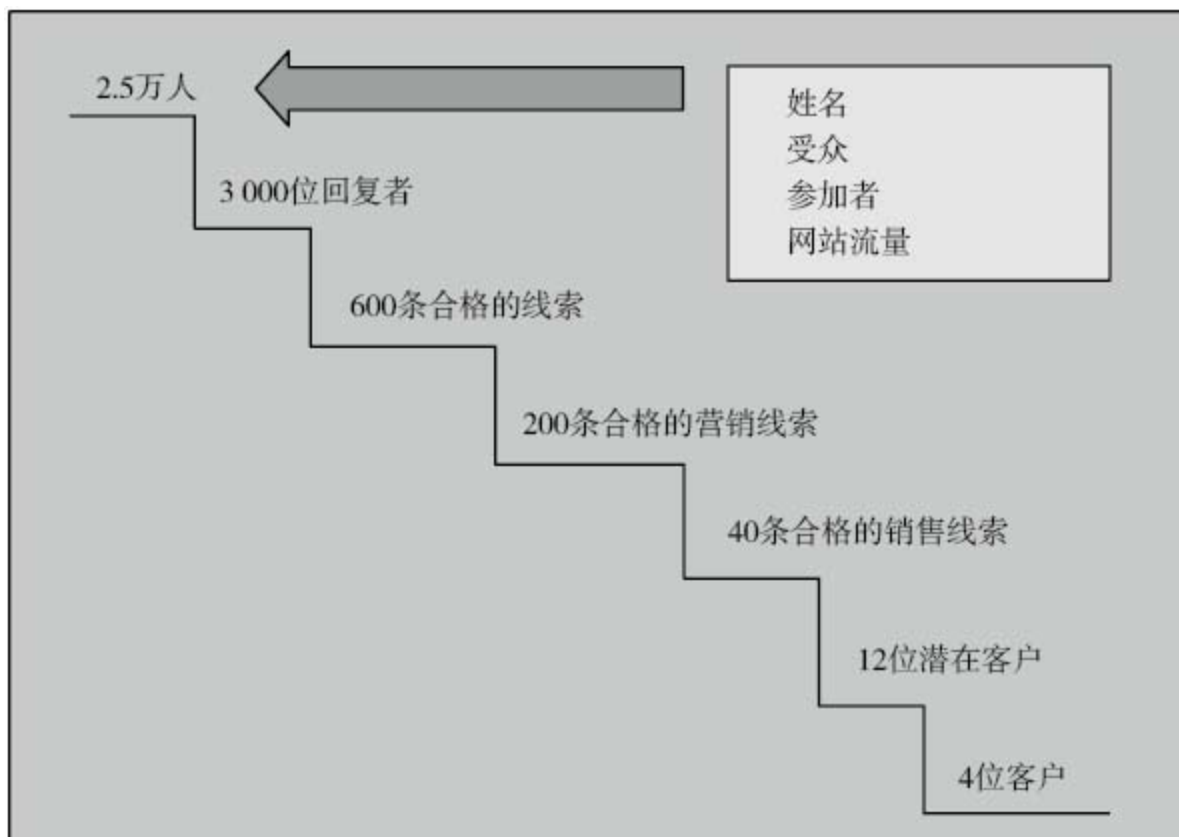 2.5万人
姓名
受众
参加者
网站流量
3 000位回复者
600条合格的线索
200条合格的营销线索
40条合格的销售线索
12位潜在客户
4位客户